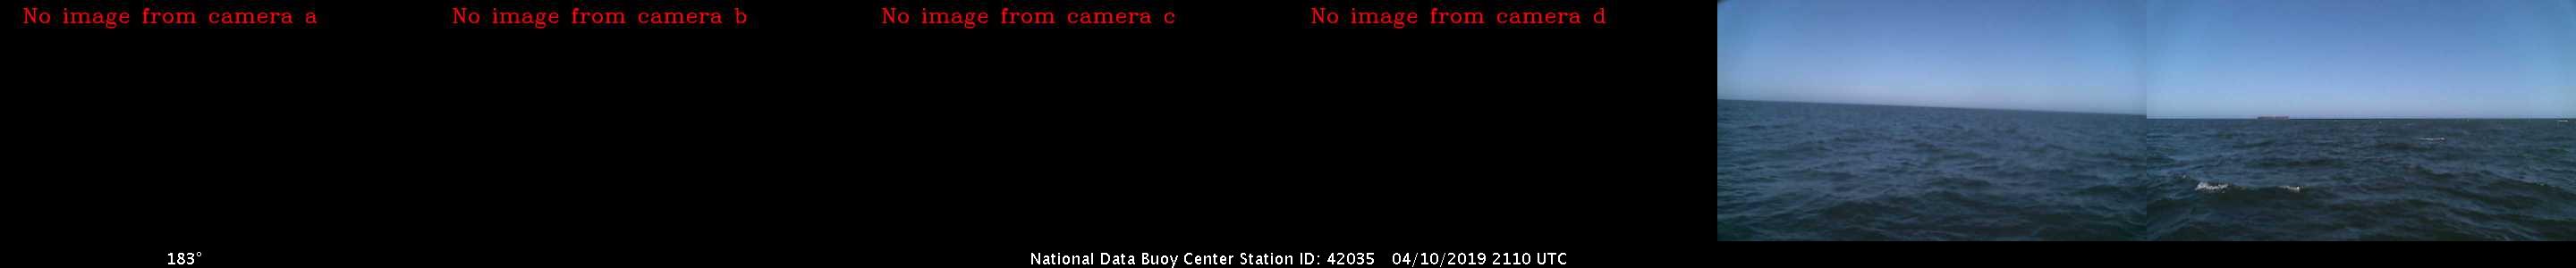 No image from camera a
No image from camera b
No image from camera c
No image from camera d
183°
National Data Buoy Center Station ID: 42035 04/10/2019 2110 UTC